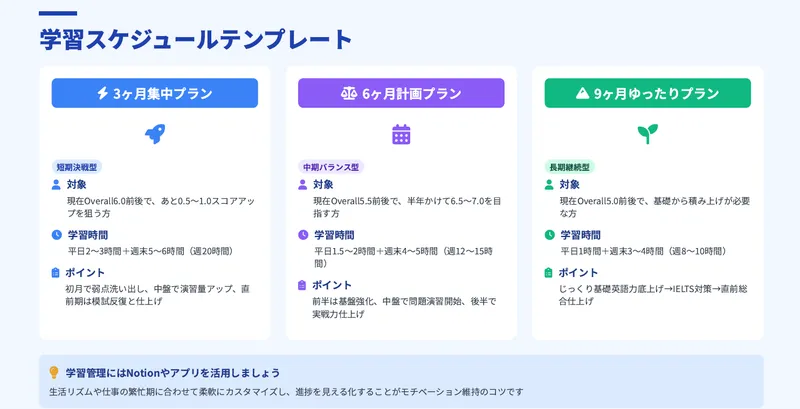 学習スケジュールテンプレート
3ヶ月集中プラン
短期決戦型
対象
現在Overall6.0前後で、あと0.5〜1.0スコアアッ
プを狙う方
学習時間
平日2〜3時間＋週末5〜6時間（週20時間）
ポイント
初月で弱点洗い出し、中盤で演習量アップ、直
前期は模試反復と仕上げ
6ヶ月計画プラン
中期バランス型
対象
現在Overall5.5前後で、半年かけて6.5〜7.0を目
指す方
学習時間
平日1.5〜2時間＋週末4〜5時間（週12〜15時
間）
ポイント
前半は基盤強化、中盤で問題演習開始、後半で
実戦力仕上げ
9ヶ月ゆったりプラン
長期継続型
対象
現在Overall5.0前後で、基礎から積み上げが必要
な方
学習時間
平日1時間＋週末3〜4時間（週8〜10時間）
ポイント
じっくり基礎英語力底上げ→IELTS対策→直前総
合仕上げ
学習管理にはNotionやアプリを活用しましょう
生活リズムや仕事の繁忙期に合わせて柔軟にカスタマイズし、進捗を見える化することがモチベーション維持のコツです